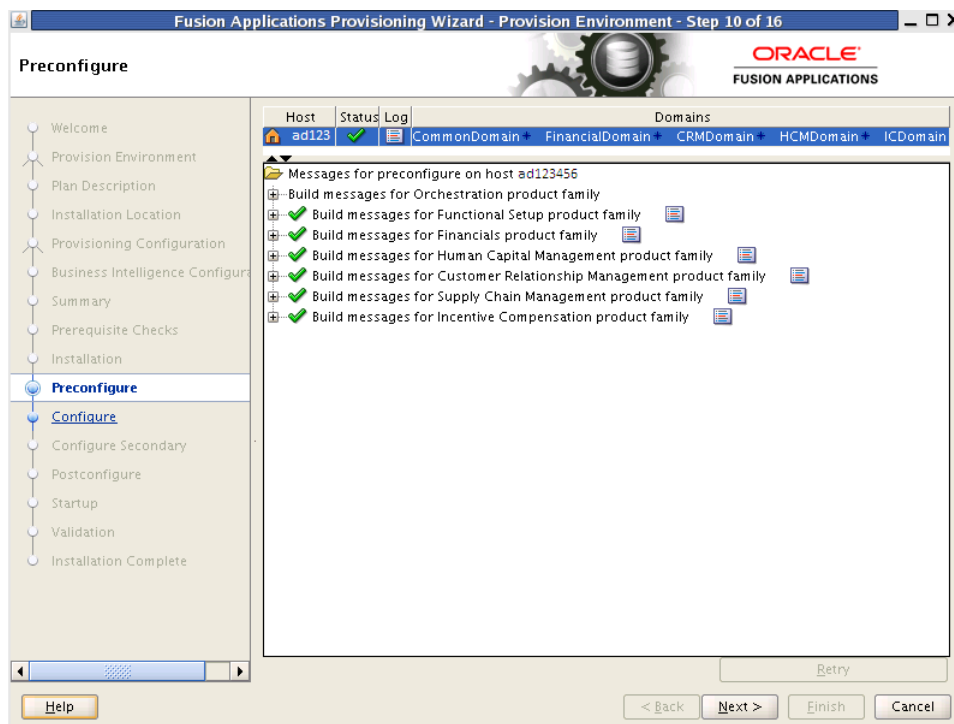 Fusion Applications Provisioning Wizard - Provision Environment - Step 10 of 16
Preconfigure
ORACLE
FUSION APPLICATIONS
Welcome
Provision Environment
Plan Description
Installation Location
Provisioning Configuration
Business Intelligence Configura
Summary
Prerequisite Checks
Installation
Preconfigure
Configure
Configure Secondary
Postconfigure
Startup
Validation
Installation Complete
Host Status Log Domains
ad123 CommonDomain+ FinancialDomain+ CRMDomain+ HCMDomain+ ICDomain
Messages for preconfigure on host ad123456
Build messages for Orchestration product family
Build messages for Functional Setup product family
Build messages for Financials product family
Build messages for Human Capital Management product family
Build messages for Customer Relationship Management product family
Build messages for Supply Chain Management product family
Build messages for Incentive Compensation product family
Retry
Help
< Back Next > Finish Cancel